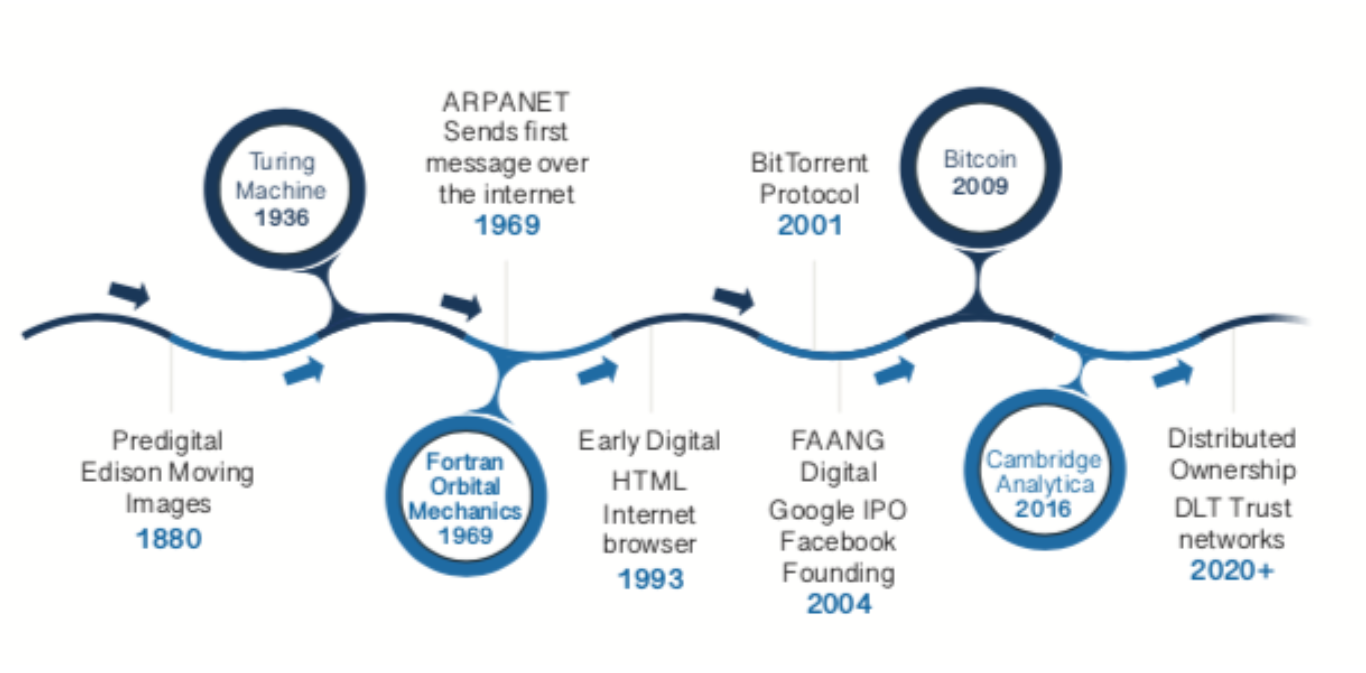 Turing
Machine
1936
ARPANET
Sends first
message over
the internet
1969
BitTorrent
Protocol
2001
Bitcoin
2009
Predigital
Edison Moving
Images
1880
Fortran
Orbital
Mechanics
1969
Early Digital
HTML
Internet
browser
1993
FAANG
Digital
Google IPO
Facebook
Founding
2004
Cambridge
Analytica
2016
Distributed
Ownership
DLT Trust
networks
2020+